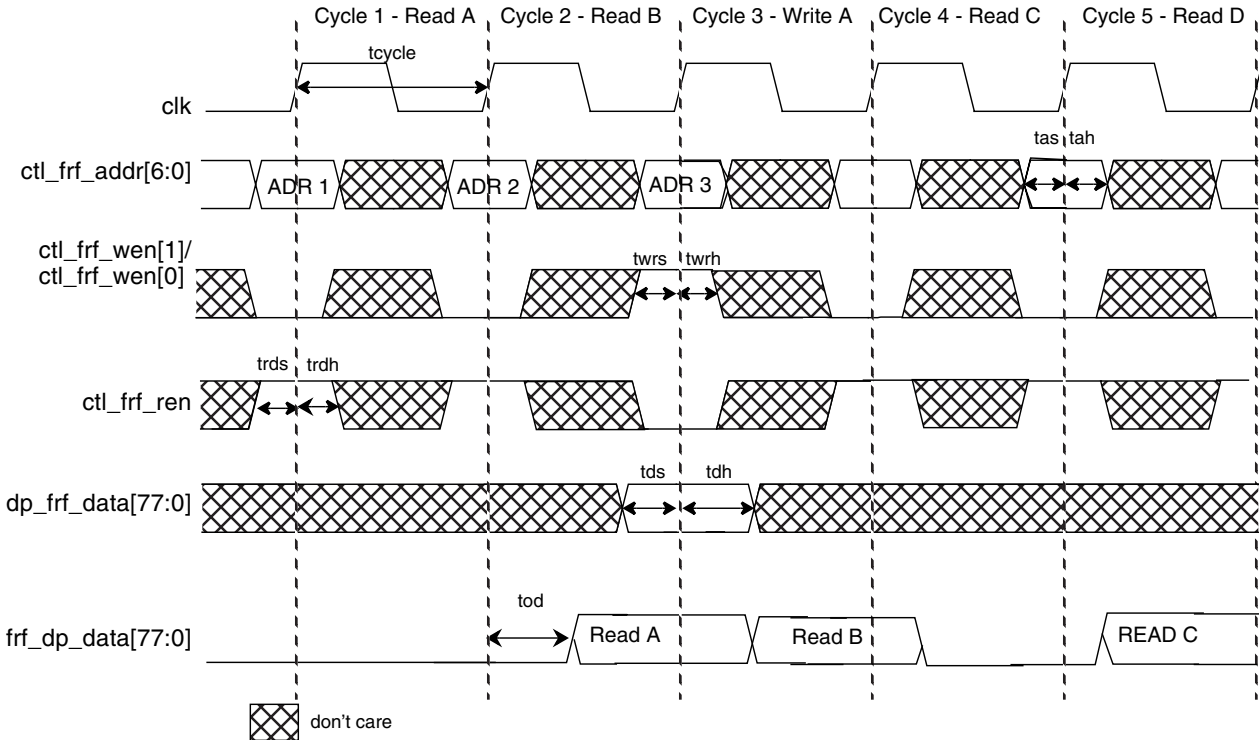 Cycle 1 - Read A Cycle 2 - Read B Cycle 3 - Write A Cycle 4 - Read C Cycle 5 - Read D
tcycle
clk
tas tah
ctl_frf_addr[6:0]
ADR 1 ADR 2 ADR 3
ctl_frf_wen[1]/
ctl_frf_wen[0]
twrs twrh
trds trdh
ctl_frf_ren
tds tdh
dp_frf_data[77:0]
tod
frf_dp_data[77:0]
Read A Read B READ C
don't care